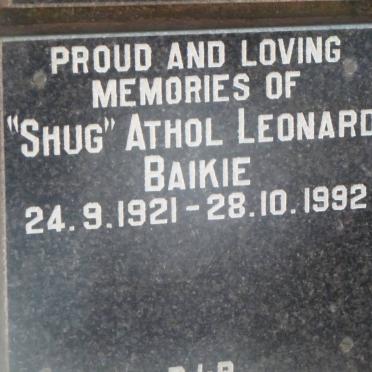 PROUD AND LOVING
MEMORIES OF
"SHUG" ATHOL LEONARD
BAIKIE
24.9.1921 - 28.10.1992